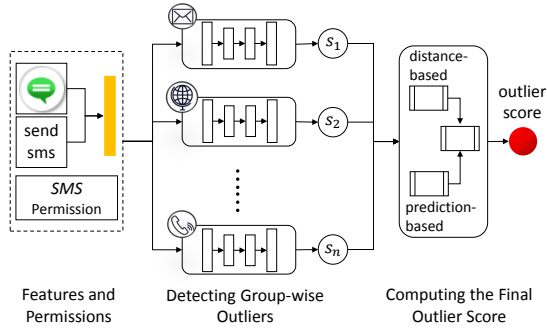 send
sms
SMS
Permission
S1
S2
Sn
distance-
based
prediction-
based
outlier
score
Features and
Permissions
Detecting Group-wise
Outliers
Computing the Final
Outlier Score